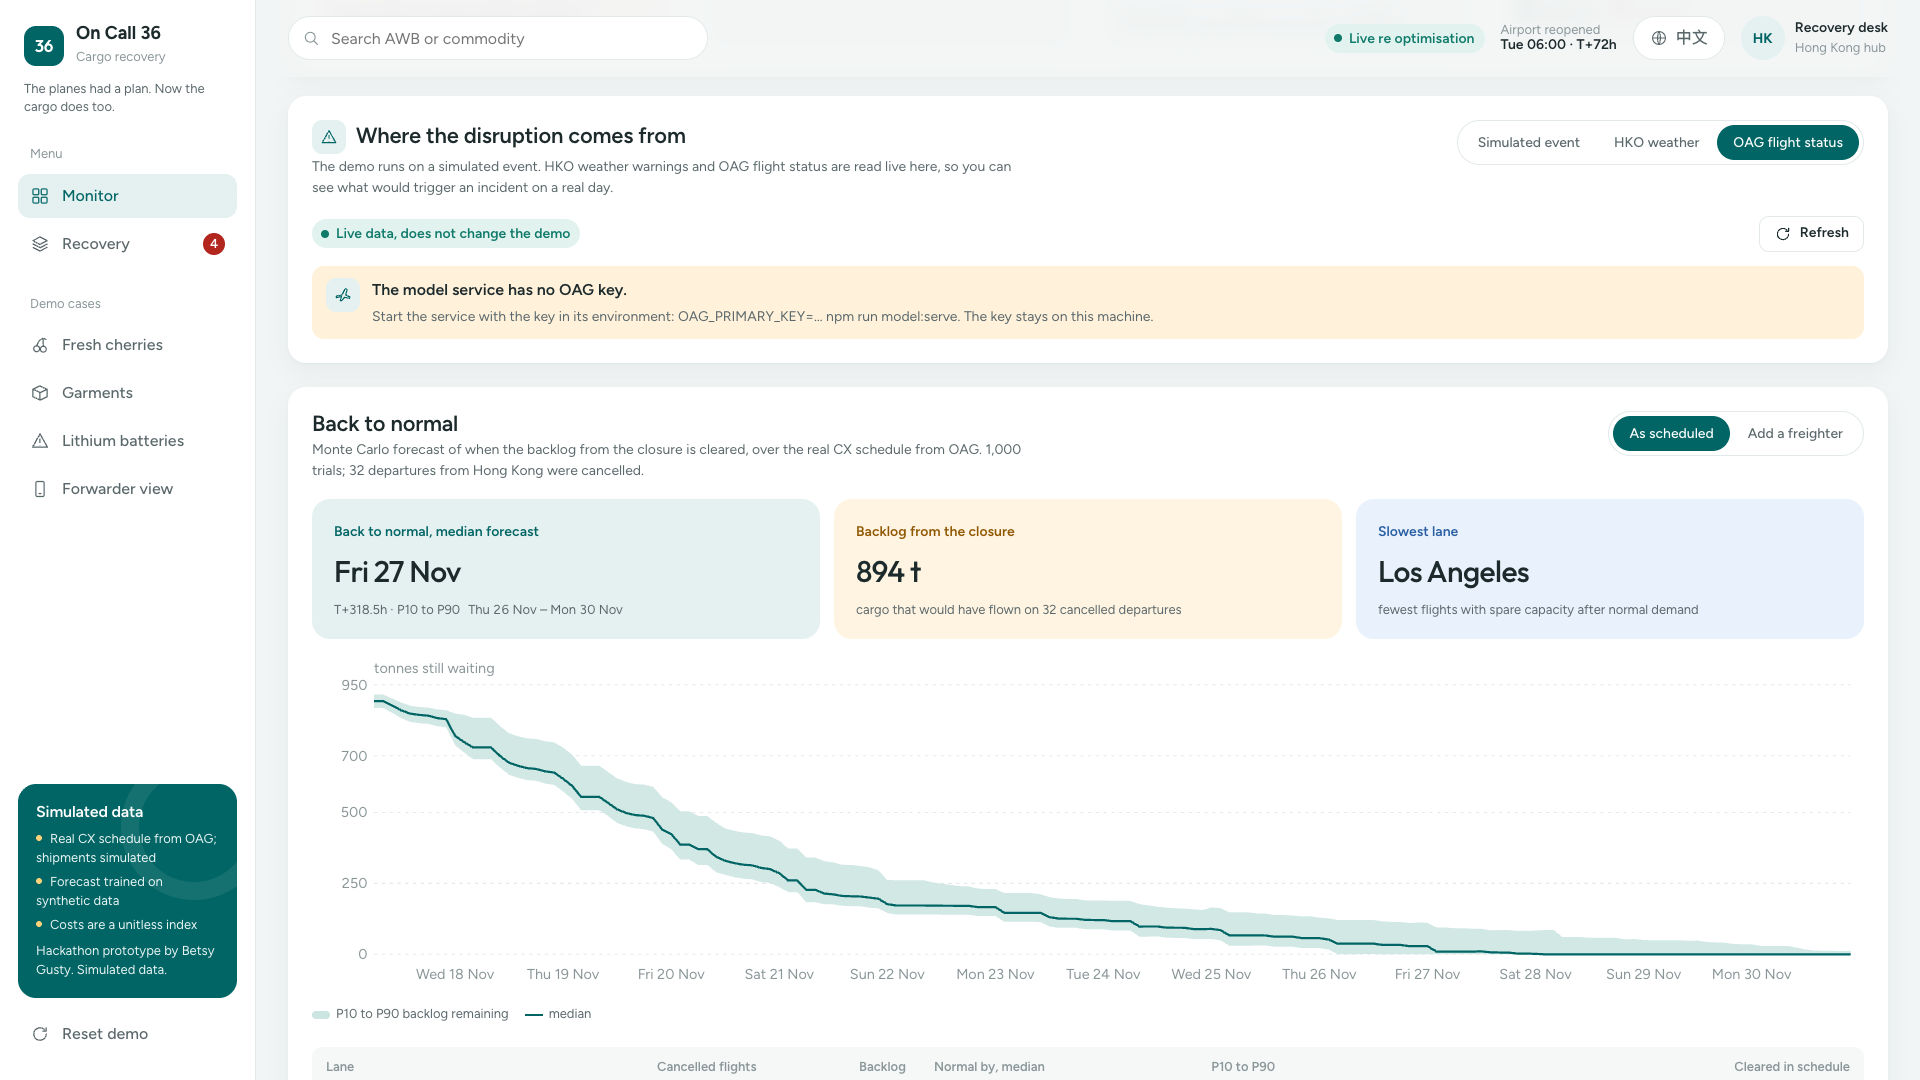 36
On Call 36
Cargo recovery
The planes had a plan. Now the
cargo does too.
Menu
Monitor
Recovery
4
Demo cases
Fresh cherries
Garments
Lithium batteries
Forwarder view
Simulated data
Real CX schedule from OAG;
shipments simulated
Forecast trained on
synthetic data
Costs are a unitless index
Hackathon prototype by Betsy
Gusty. Simulated data.
Reset demo
Search AWB or commodity
Live re optimisation
Airport reopened
Tue 06:00 · T+72h
中文
HK
Recovery desk
Hong Kong hub
Where the disruption comes from
The demo runs on a simulated event. HKO weather warnings and OAG flight status are read live here, so you can
see what would trigger an incident on a real day.
Simulated event
HKO weather
OAG flight status
Live data, does not change the demo
Refresh
The model service has no OAG key.
Start the service with the key in its environment: OAG_PRIMARY_KEY=... npm run model:serve. The key stays on this machine.
Back to normal
Monte Carlo forecast of when the backlog from the closure is cleared, over the real CX schedule from OAG. 1,000
trials; 32 departures from Hong Kong were cancelled.
As scheduled
Add a freighter
Back to normal, median forecast
Fri 27 Nov
T+318.5h · P10 to P90 Thu 26 Nov – Mon 30 Nov
Backlog from the closure
894 t
cargo that would have flown on 32 cancelled departures
Slowest lane
Los Angeles
fewest flights with spare capacity after normal demand
tonnes still waiting
950
700
500
250
0
Wed 18 Nov
Thu 19 Nov
Fri 20 Nov
Sat 21 Nov
Sun 22 Nov
Mon 23 Nov
Tue 24 Nov
Wed 25 Nov
Thu 26 Nov
Fri 27 Nov
Sat 28 Nov
Sun 29 Nov
Mon 30 Nov
P10 to P90 backlog remaining
median
Lane
Cancelled flights
Backlog
Normal by, median
P10 to P90
Cleared in schedule